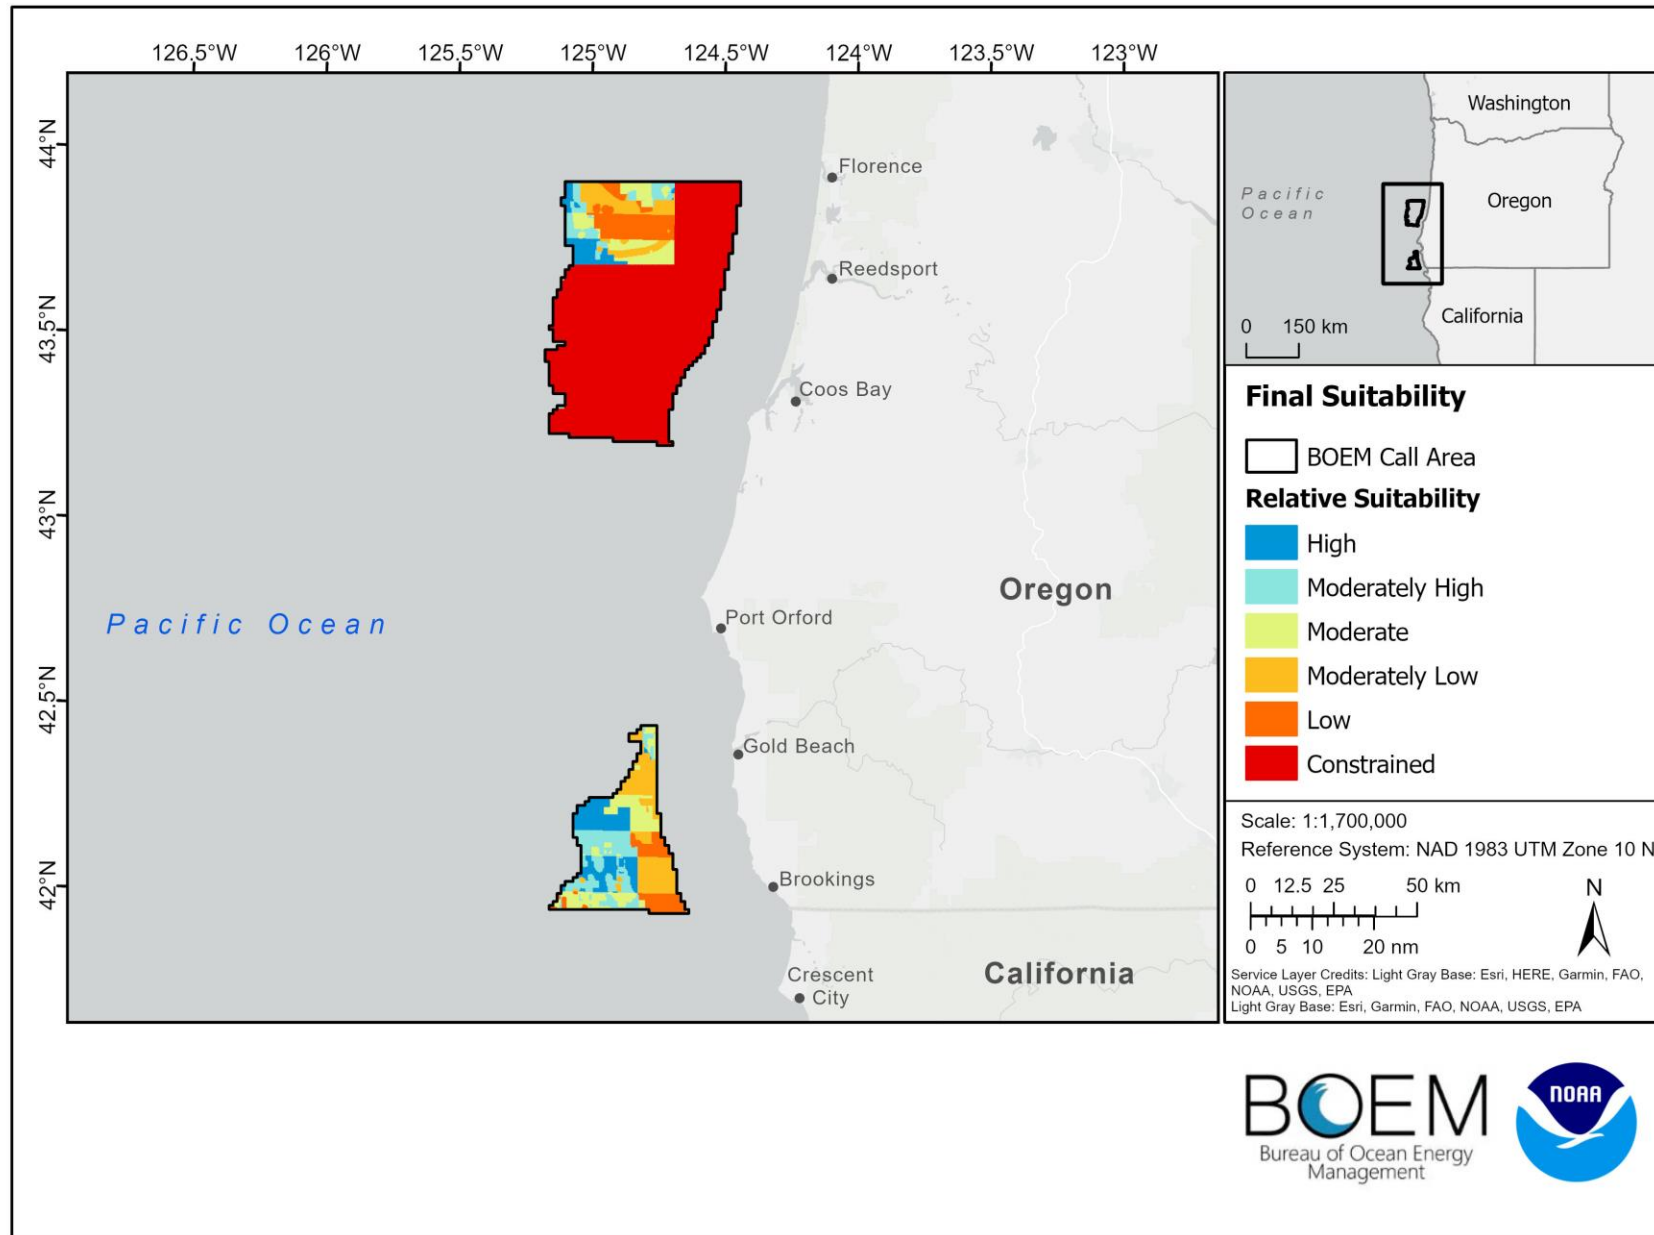 126.5°W 126°W 125.5°W 125°W 124.5°W 124°W 123.5°W 123°W
44°N
43.5°N
43°N
42.5°N
42°N
Florence
Reedsport
Coos Bay
Port Orford
Gold Beach
Brookings
Crescent
City
Oregon
California
Pacific Ocean
Washington
Oregon
California
Pacific
Ocean
0 150 km
Final Suitability
BOEM Call Area
Relative Suitability
High
Moderately High
Moderate
Moderately Low
Low
Constrained
Scale: 1:1,700,000
Reference System: NAD 1983 UTM Zone 10 N
0 12.5 25 50 km
0 5 10 20 nm
N
Service Layer Credits: Light Gray Base: Esri, HERE, Garmin, FAO,
NOAA, USGS, EPA
Light Gray Base: Esri, Garmin, FAO, NOAA, USGS, EPA
BOEM
Bureau of Ocean Energy
Management
NOAA